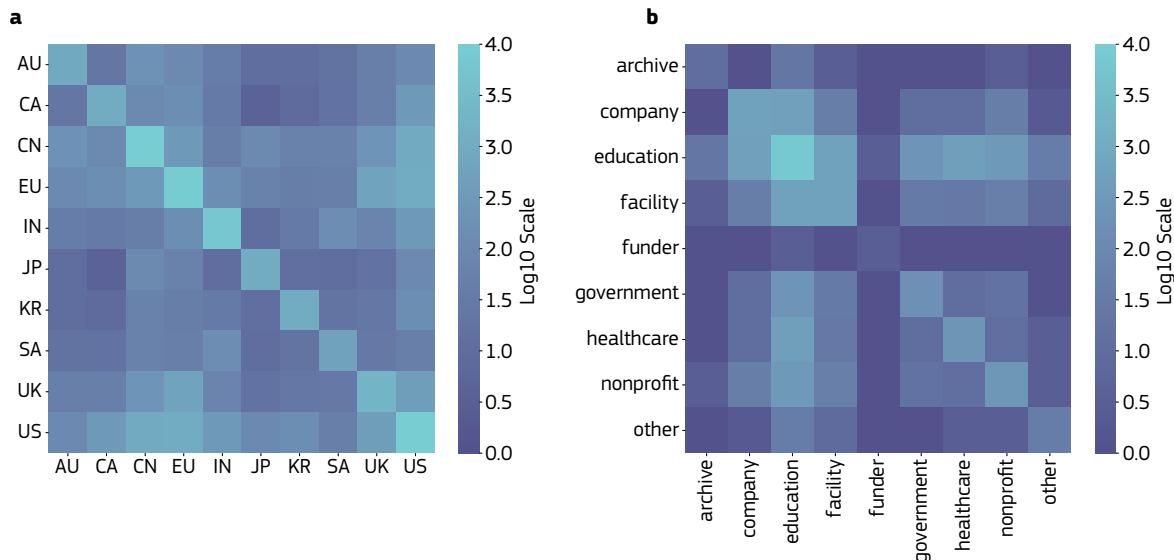 a
AU
CA
CN
EU
IN
JP
KR
SA
UK
US
AU CA CN EU IN JP KR SA UK US
4.0
3.5
3.0
2.5
2.0
1.5
1.0
0.5
0.0
Log10 Scale
b
archive
company
education
facility
funder
government
healthcare
nonprofit
other
archive
company
education
facility
funder
government
healthcare
nonprofit
other
4.0
3.5
3.0
2.5
2.0
1.5
1.0
0.5
0.0
Log10 Scale